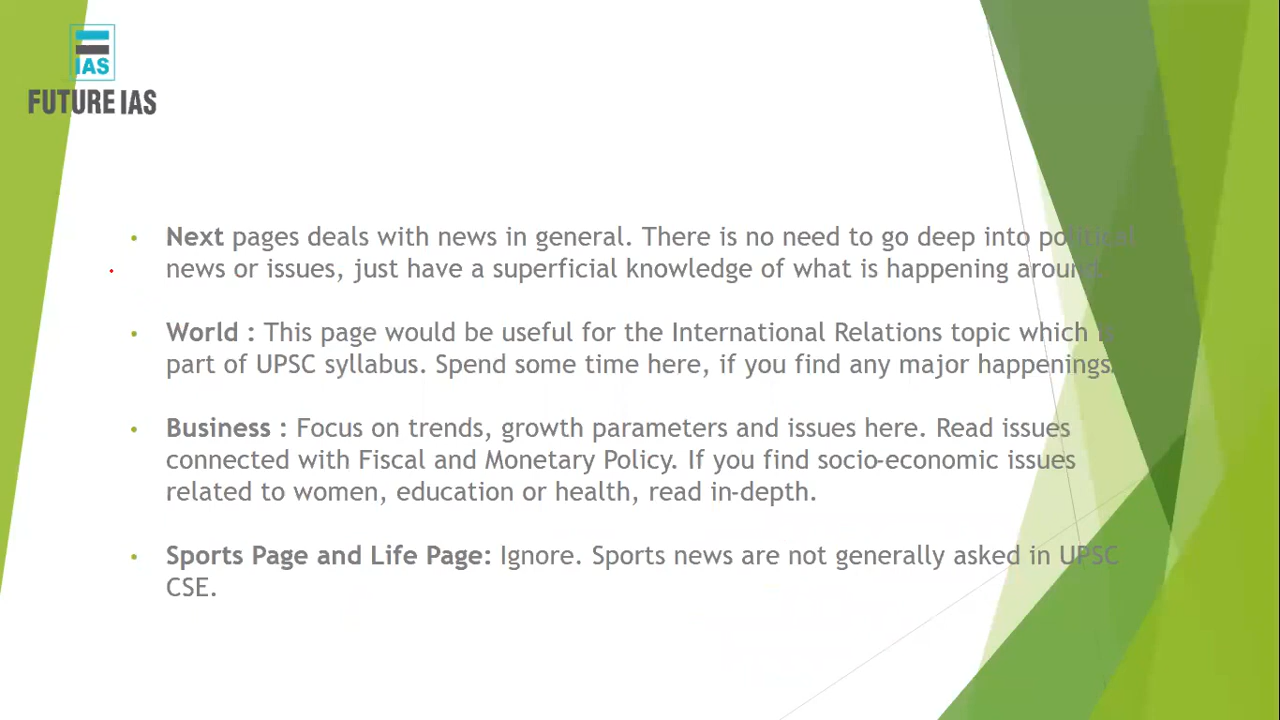 IAS
FUTURE IAS
Next pages deals with news in general. There is no need to go deep into political
news or issues, just have a superficial knowledge of what is happening around.
World : This page would be useful for the International Relations topic which is
part of UPSC syllabus. Spend some time here, if you find any major happenings.
Business : Focus on trends, growth parameters and issues here. Read issues
connected with Fiscal and Monetary Policy. If you find socio-economic issues
related to women, education or health, read in-depth.
Sports Page and Life Page: Ignore. Sports news are not generally asked in UPSC
CSE.